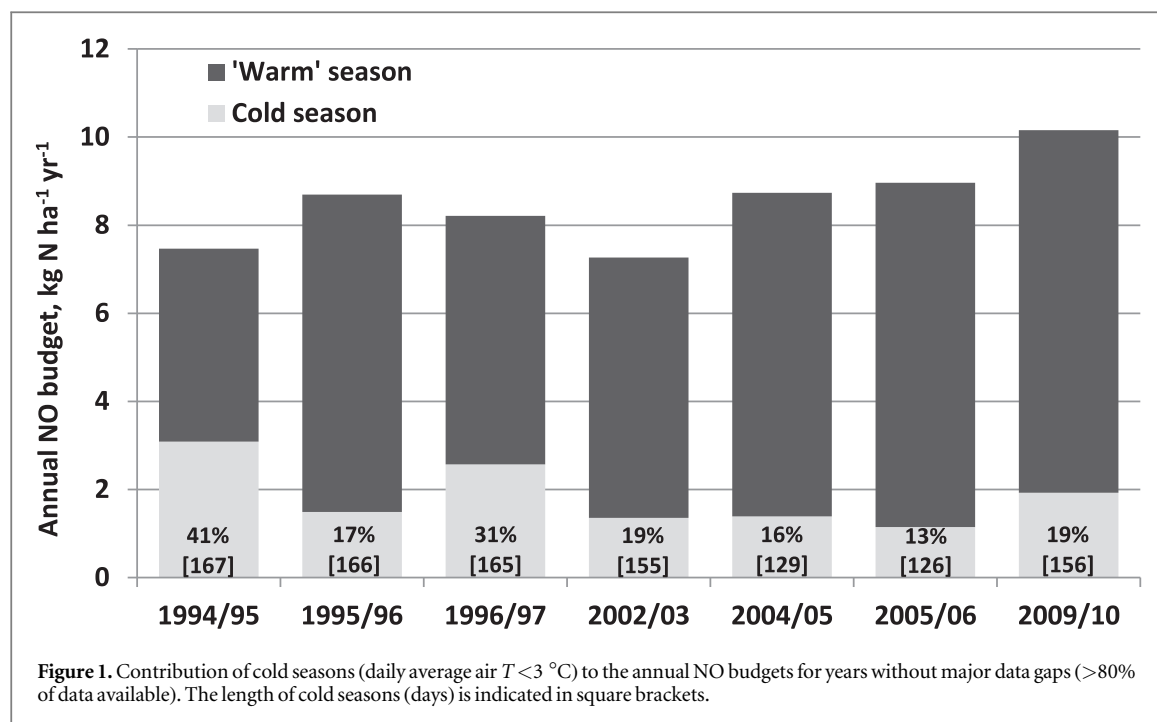 12
10
8
6
4
2
0
Annual NO budget, kg N ha⁻¹ yr⁻¹
'Warm' season
Cold season
41% 17% 31% 19% 16% 13% 19%
[167] [166] [165] [155] [129] [126] [156]
1994/95 1995/96 1996/97 2002/03 2004/05 2005/06 2009/10
Figure 1. Contribution of cold seasons (daily average air T <3 °C) to the annual NO budgets for years without major data gaps (>80%
of data available). The length of cold seasons (days) is indicated in square brackets.